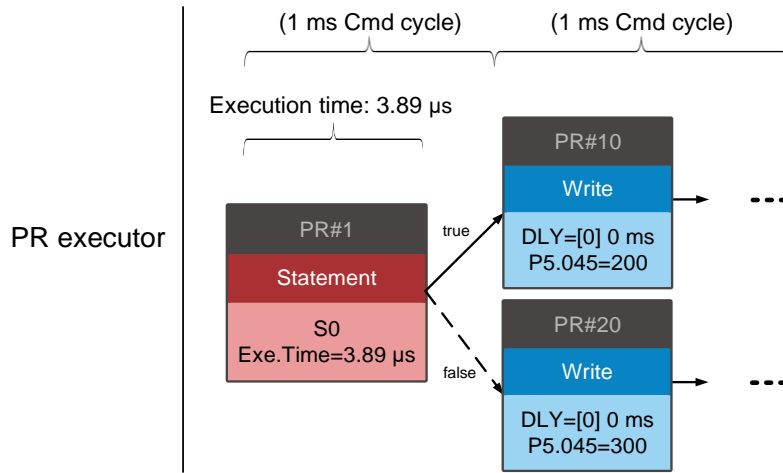 (1 ms Cmd cycle)
(1 ms Cmd cycle)
Execution time: 3.89 µs
PR executor
PR#1
Statement
S0
Exe.Time=3.89 µs
true
false
PR#10
Write
DLY=[0] 0 ms
P5.045=200
PR#20
Write
DLY=[0] 0 ms
P5.045=300